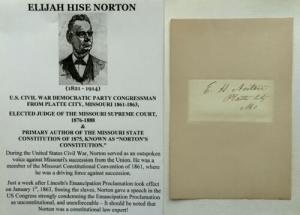 ELIJAH HISE NORTON
(1821 - 1914)
U.S. CIVIL WAR DEMOCRATIC PARTY CONGRESSMAN
FROM PLATTE CITY, MISSOURI 1861-1863,
ELECTED JUDGE OF THE MISSOURI SUPREME COURT,
1876-1888
&
PRIMARY AUTHOR OF THE MISSOURI STATE
CONSTITUTION OF 1875, KNOWN AS "NORTON'S
CONSTITUTION."
During the United States Civil War, Norton served as an outspoken
voice against Missouri's succession from the Union. He was a
member of the Missouri Constitutional Convention of 1861, where
he was a driving force against succession.
Just a week after Lincoln's Emancipation Proclamation took effect
on January 1st, 1863, freeing the slaves, Norton gave a speech in the
US Congress strongly condemning the Emancipation Proclamation
as unconstitutional, and unenforceable - It should be noted that
Norton was a constitutional law expert!
E. H. Norton
Platte City
Mo.